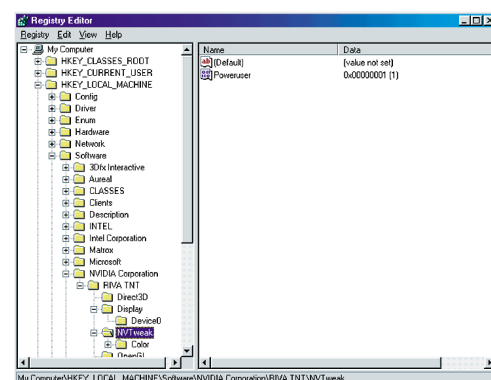 Registry Editor
Registry Edit View Help
My Computer
HKEY_CLASSES_ROOT
HKEY_CURRENT_USER
HKEY_LOCAL_MACHINE
Config
Driver
Enum
Hardware
Network
Software
3Dfx Interactive
Aureal
CLASSES
Clients
Description
INTEL
Intel Corporation
Matrox
Microsoft
NVIDIA Corporation
RIVA TNT
Direct3D
Display
Device0
NVTweak
Color
OpenGL
Name Data
(Default) (value not set)
Poweruser 0x00000001 (1)
My Computer\HKEY_LOCAL_MACHINE\Software\NVIDIA Corporation\RIVA TNT\NVTweak